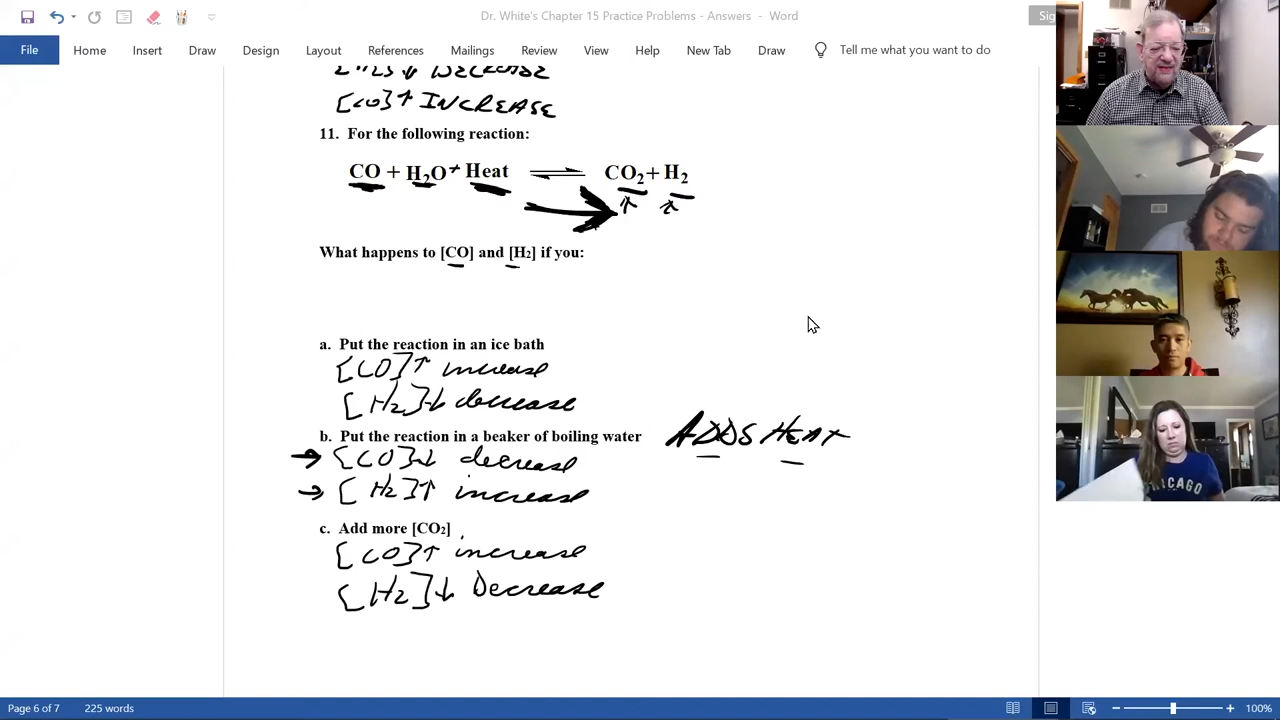 Dr. White's Chapter 15 Practice Problems - Answers - Word
File Home Insert Draw Design Layout References Mailings Review View Help New Tab Draw Tell me what you want to do
DECREASE
[CO]↑ INCREASE
11. For the following reaction:
CO + H₂O + Heat ⇌ CO₂ + H₂
What happens to [CO] and [H₂] if you:
a. Put the reaction in an ice bath
[CO]↑ increase
[H₂]↓ decrease
b. Put the reaction in a beaker of boiling water ADDS HEAT
→ [CO]↓ decrease
→ [H₂]↑ increase
c. Add more [CO₂]
[CO]↑ increase
[H₂]↓ Decrease
CHICAGO
Page 6 of 7 225 words 100%